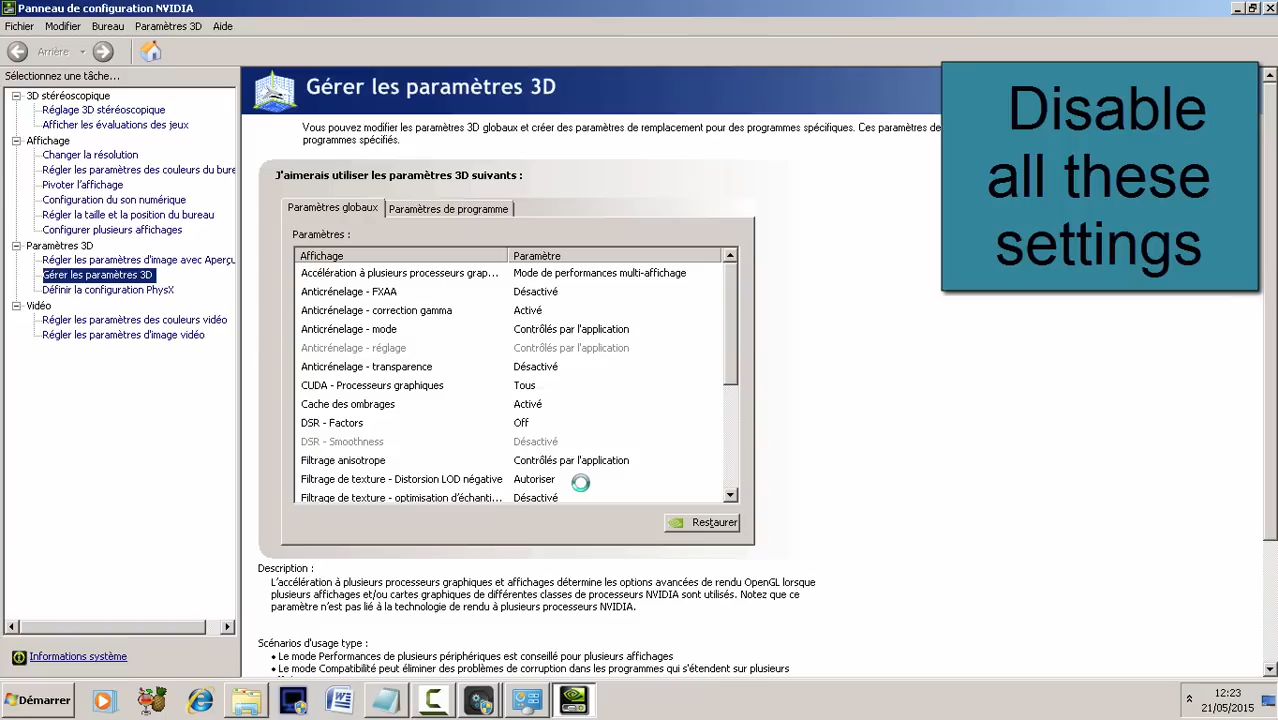 Panneau de configuration NVIDIA
Fichier Modifier Bureau Paramètres 3D Aide
Arrière
Sélectionnez une tâche...
3D stéréoscopique
Réglage 3D stéréoscopique
Afficher les évaluations des jeux
Affichage
Changer la résolution
Régler les paramètres des couleurs du bure
Pivoter l'affichage
Configuration du son numérique
Régler la taille et la position du bureau
Configurer plusieurs affichages
Paramètres 3D
Régler les paramètres d'image avec Aperçu
Gérer les paramètres 3D
Définir la configuration PhysX
Vidéo
Régler les paramètres des couleurs vidéo
Régler les paramètres d'image vidéo
Informations système
Gérer les paramètres 3D
Vous pouvez modifier les paramètres 3D globaux et créer des paramètres de remplacement pour des programmes spécifiques. Ces paramètres de
programmes spécifiés.
J'aimerais utiliser les paramètres 3D suivants :
Paramètres globaux Paramètres de programme
Paramètres :
Affichage Paramètre
Accélération à plusieurs processeurs grap... Mode de performances multi-affichage
Anticrénelage - FXAA Désactivé
Anticrénelage - correction gamma Activé
Anticrénelage - mode Contrôlés par l'application
Anticrénelage - réglage Contrôlés par l'application
Anticrénelage - transparence Désactivé
CUDA - Processeurs graphiques Tous
Cache des ombrages Activé
DSR - Factors Off
DSR - Smoothness Désactivé
Filtrage anisotrope Contrôlés par l'application
Filtrage de texture - Distorsion LOD négative Autoriser
Filtrage de texture - optimisation d'échanti... Désactivé
Restaurer
Description :
L'accélération à plusieurs processeurs graphiques et affichages détermine les options avancées de rendu OpenGL lorsque
plusieurs affichages et/ou cartes graphiques de différentes classes de processeurs NVIDIA sont utilisés. Notez que ce
paramètre n'est pas lié à la technologie de rendu à plusieurs processeurs NVIDIA.
Scénarios d'usage type :
• Le mode Performances de plusieurs périphériques est conseillé pour plusieurs affichages
• Le mode Compatibilité peut éliminer des problèmes de corruption dans les programmes qui s'étendent sur plusieurs
Disable
all these
settings
Démarrer
12:23
21/05/2015